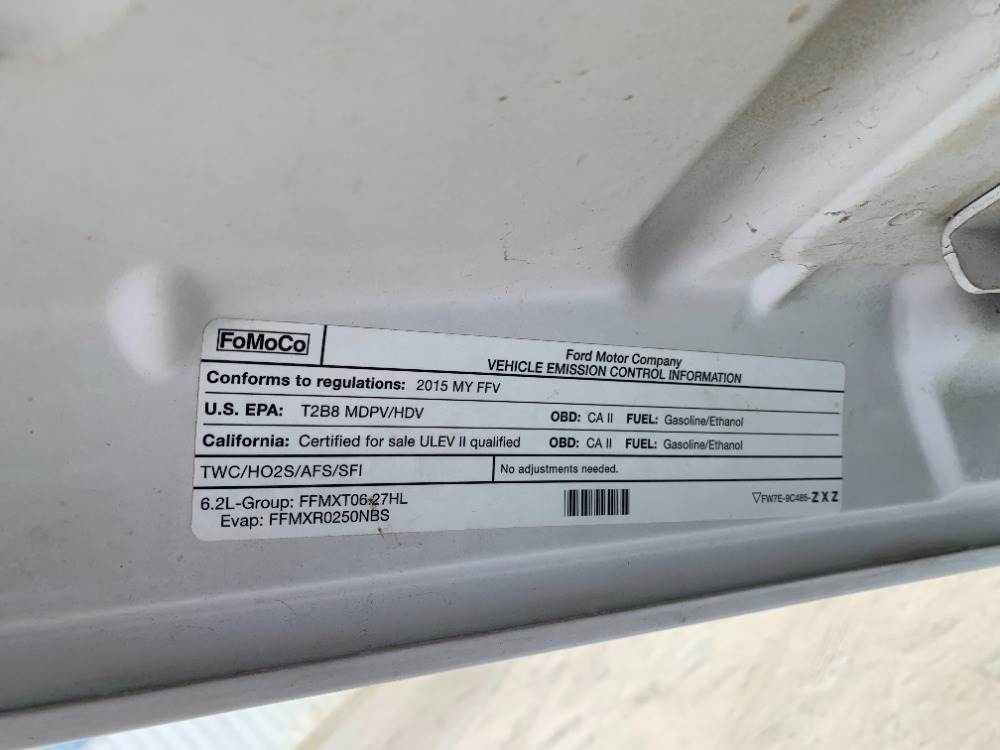 FoMoCo
Ford Motor Company
VEHICLE EMISSION CONTROL INFORMATION
Conforms to regulations: 2015 MY FFV
U.S. EPA: T2B8 MDPV/HDV OBD: CA II FUEL: Gasoline/Ethanol
California: Certified for sale ULEV II qualified OBD: CA II FUEL: Gasoline/Ethanol
TWC/HO2S/AFS/SFI No adjustments needed.
6.2L-Group: FFMXT06.27HL
Evap: FFMXR0250NBS
▽FW7E-9C485-ZXZ